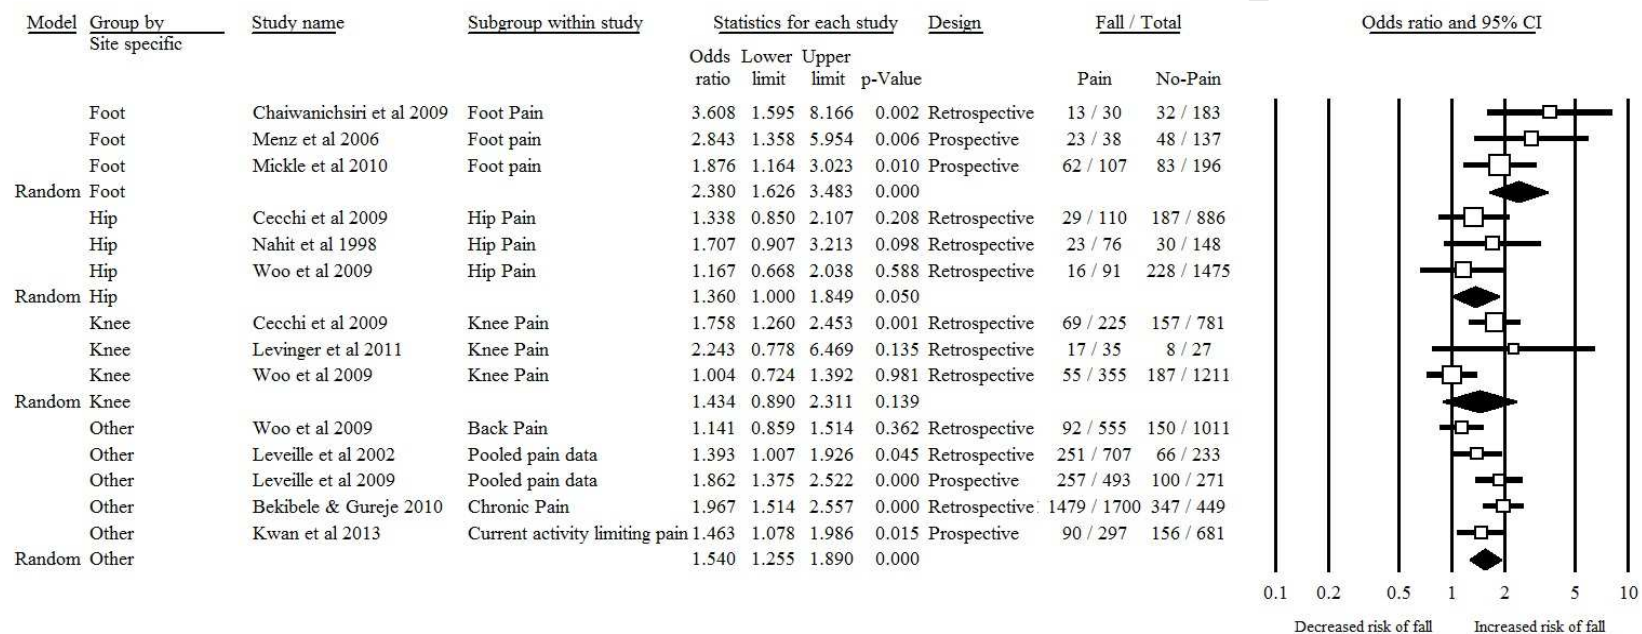 Model Group by Study name Subgroup within study Statistics for each study Design Fall / Total Odds ratio and 95% CI
Site specific
Odds Lower Upper
ratio limit limit p-Value Pain No-Pain
Foot Chaiwanichsiri et al 2009 Foot Pain 3.608 1.595 8.166 0.002 Retrospective 13 / 30 32 / 183
Foot Menz et al 2006 Foot pain 2.843 1.358 5.954 0.006 Prospective 23 / 38 48 / 137
Foot Mickle et al 2010 Foot pain 1.876 1.164 3.023 0.010 Prospective 62 / 107 83 / 196
Random Foot 2.380 1.626 3.483 0.000
Hip Cecchi et al 2009 Hip Pain 1.338 0.850 2.107 0.208 Retrospective 29 / 110 187 / 886
Hip Nahit et al 1998 Hip Pain 1.707 0.907 3.213 0.098 Retrospective 23 / 76 30 / 148
Hip Woo et al 2009 Hip Pain 1.167 0.668 2.038 0.588 Retrospective 16 / 91 228 / 1475
Random Hip 1.360 1.000 1.849 0.050
Knee Cecchi et al 2009 Knee Pain 1.758 1.260 2.453 0.001 Retrospective 69 / 225 157 / 781
Knee Levinger et al 2011 Knee Pain 2.243 0.778 6.469 0.135 Retrospective 17 / 35 8 / 27
Knee Woo et al 2009 Knee Pain 1.004 0.724 1.392 0.981 Retrospective 55 / 355 187 / 1211
Random Knee 1.434 0.890 2.311 0.139
Other Woo et al 2009 Back Pain 1.141 0.859 1.514 0.362 Retrospective 92 / 555 150 / 1011
Other Leveille et al 2002 Pooled pain data 1.393 1.007 1.926 0.045 Retrospective 251 / 707 66 / 233
Other Leveille et al 2009 Pooled pain data 1.862 1.375 2.522 0.000 Prospective 257 / 493 100 / 271
Other Bekibele & Gureje 2010 Chronic Pain 1.967 1.514 2.557 0.000 Retrospective 1479 / 1700 347 / 449
Other Kwan et al 2013 Current activity limiting pain 1.463 1.078 1.986 0.015 Prospective 90 / 297 156 / 681
Random Other 1.540 1.255 1.890 0.000
0.1 0.2 0.5 1 2 5 10
Decreased risk of fall Increased risk of fall